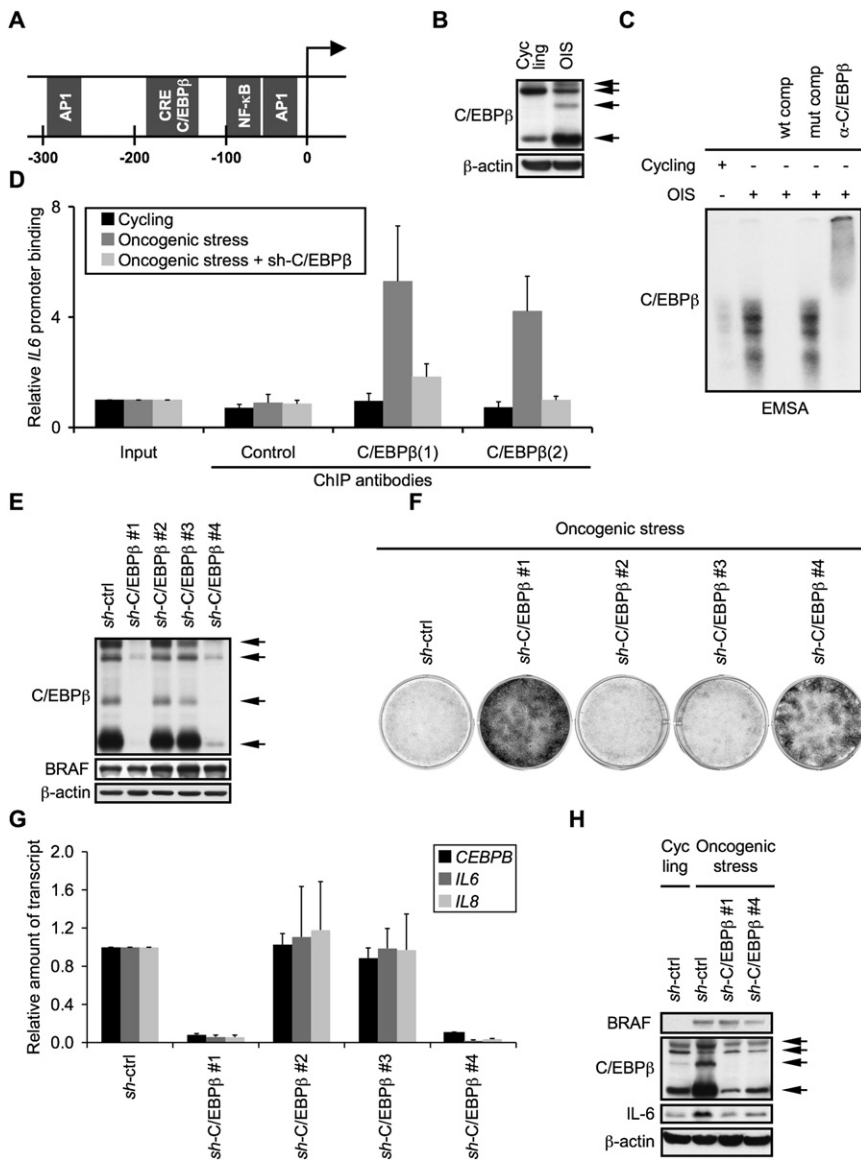 A
AP1
CRE
C/EBPβ
NF-κB
AP1
-300 -200 -100 0
B
Cyc
ling
OIS
C/EBPβ
β-actin
C
wt comp
mut comp
α-C/EBPβ
Cycling + - - - -
OIS - + + + +
C/EBPβ
EMSA
D
Relative IL6 promoter binding
8
4
0
Cycling
Oncogenic stress
Oncogenic stress + sh-C/EBPβ
Input Control C/EBPβ(1) C/EBPβ(2)
ChIP antibodies
E
sh-ctrl
sh-C/EBPβ #1
sh-C/EBPβ #2
sh-C/EBPβ #3
sh-C/EBPβ #4
C/EBPβ
BRAF
β-actin
F
Oncogenic stress
sh-ctrl
sh-C/EBPβ #1
sh-C/EBPβ #2
sh-C/EBPβ #3
sh-C/EBPβ #4
G
Relative amount of transcript
2.0
1.6
1.2
0.8
0.4
0.0
CEBPB
IL6
IL8
sh-ctrl
sh-C/EBPβ #1
sh-C/EBPβ #2
sh-C/EBPβ #3
sh-C/EBPβ #4
H
Cyc
ling
Oncogenic
stress
sh-ctrl
sh-ctrl
sh-C/EBPβ #1
sh-C/EBPβ #4
BRAF
C/EBPβ
IL-6
β-actin